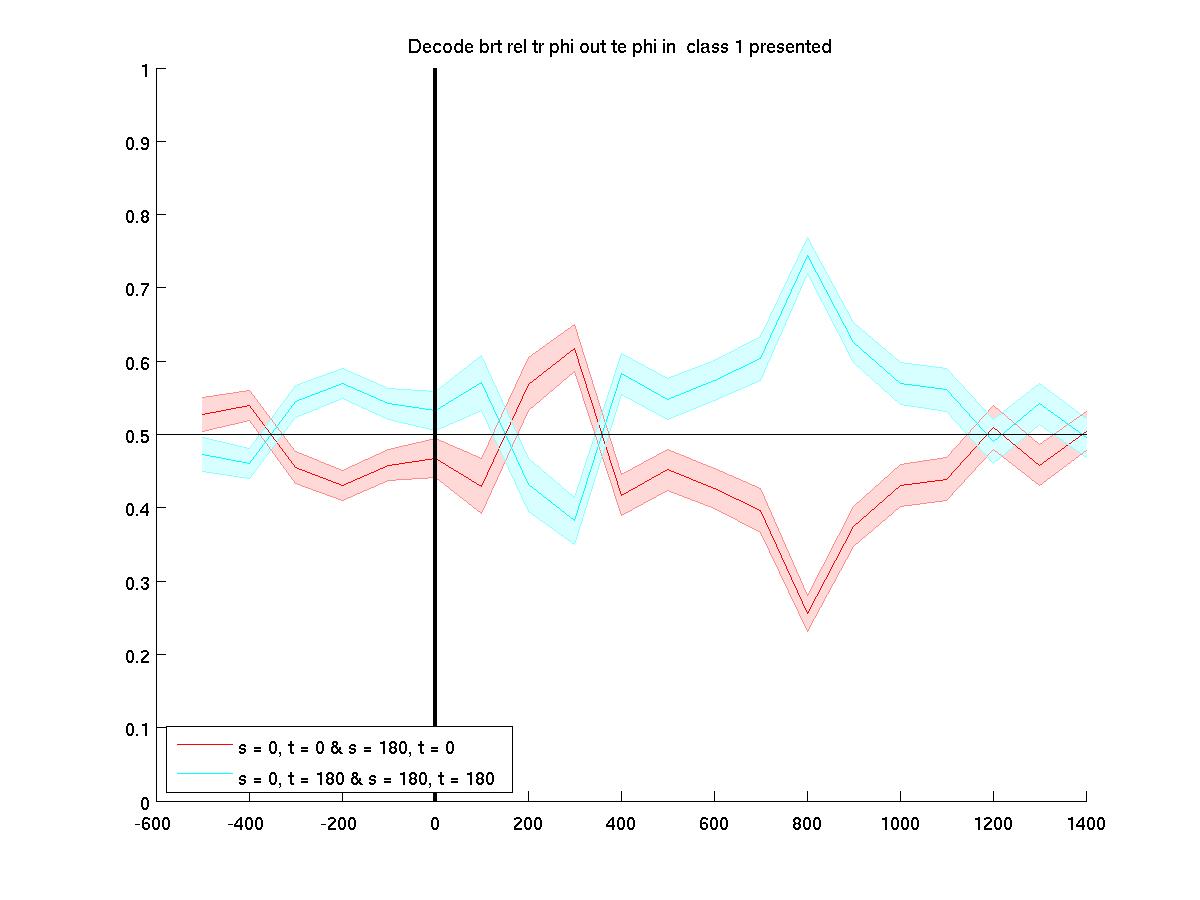 Decode brt rel tr phi out te phi in  class 1 presented
1
0.9
0.8
0.7
0.6
0.5
0.4
0.3
0.2
0.1
0
s = 0, t = 0 & s = 180, t = 0
s = 0, t = 180 & s = 180, t = 180
-600 -400 -200 0 200 400 600 800 1000 1200 1400